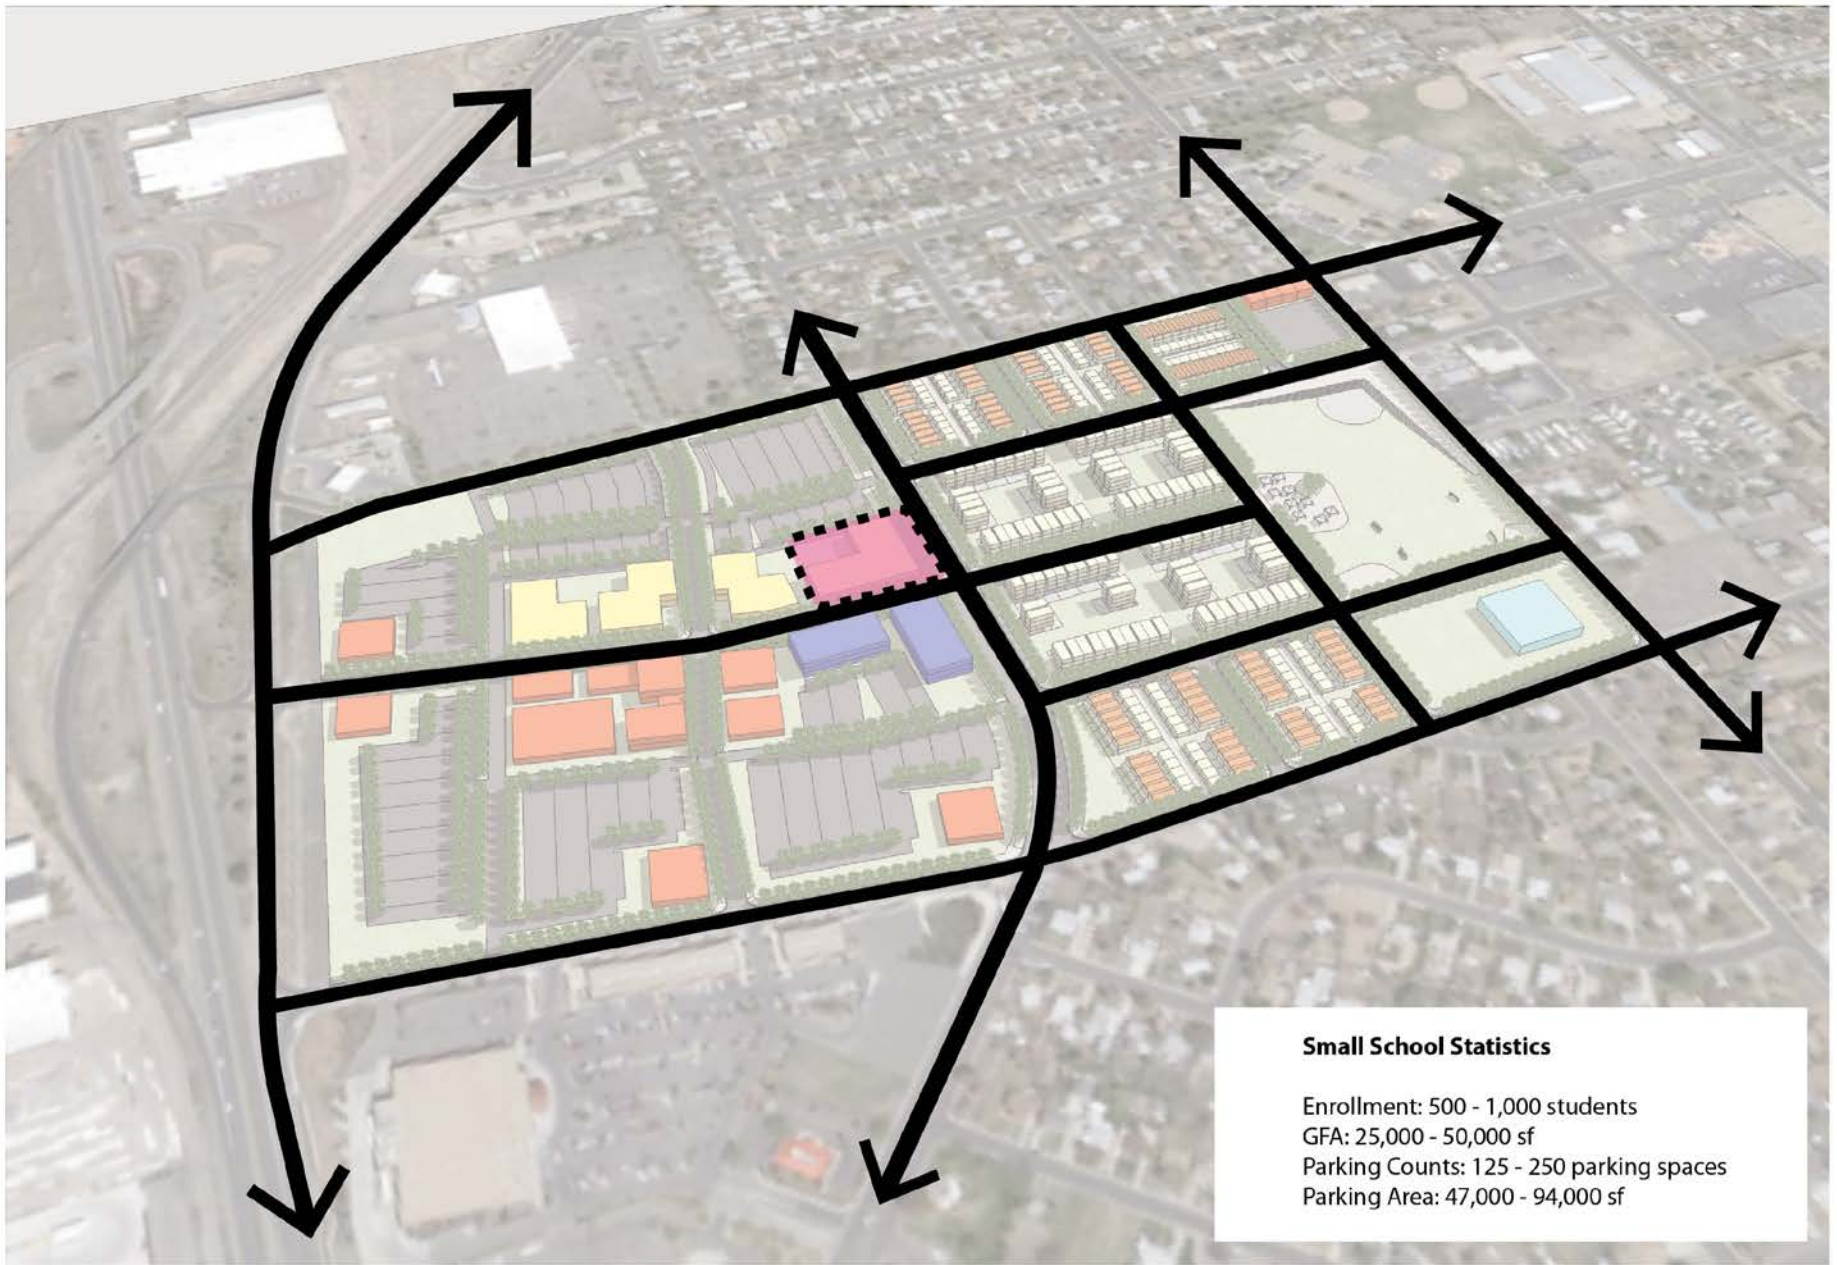 Small School Statistics
Enrollment: 500 - 1,000 students
GFA: 25,000 - 50,000 sf
Parking Counts: 125 - 250 parking spaces
Parking Area: 47,000 - 94,000 sf